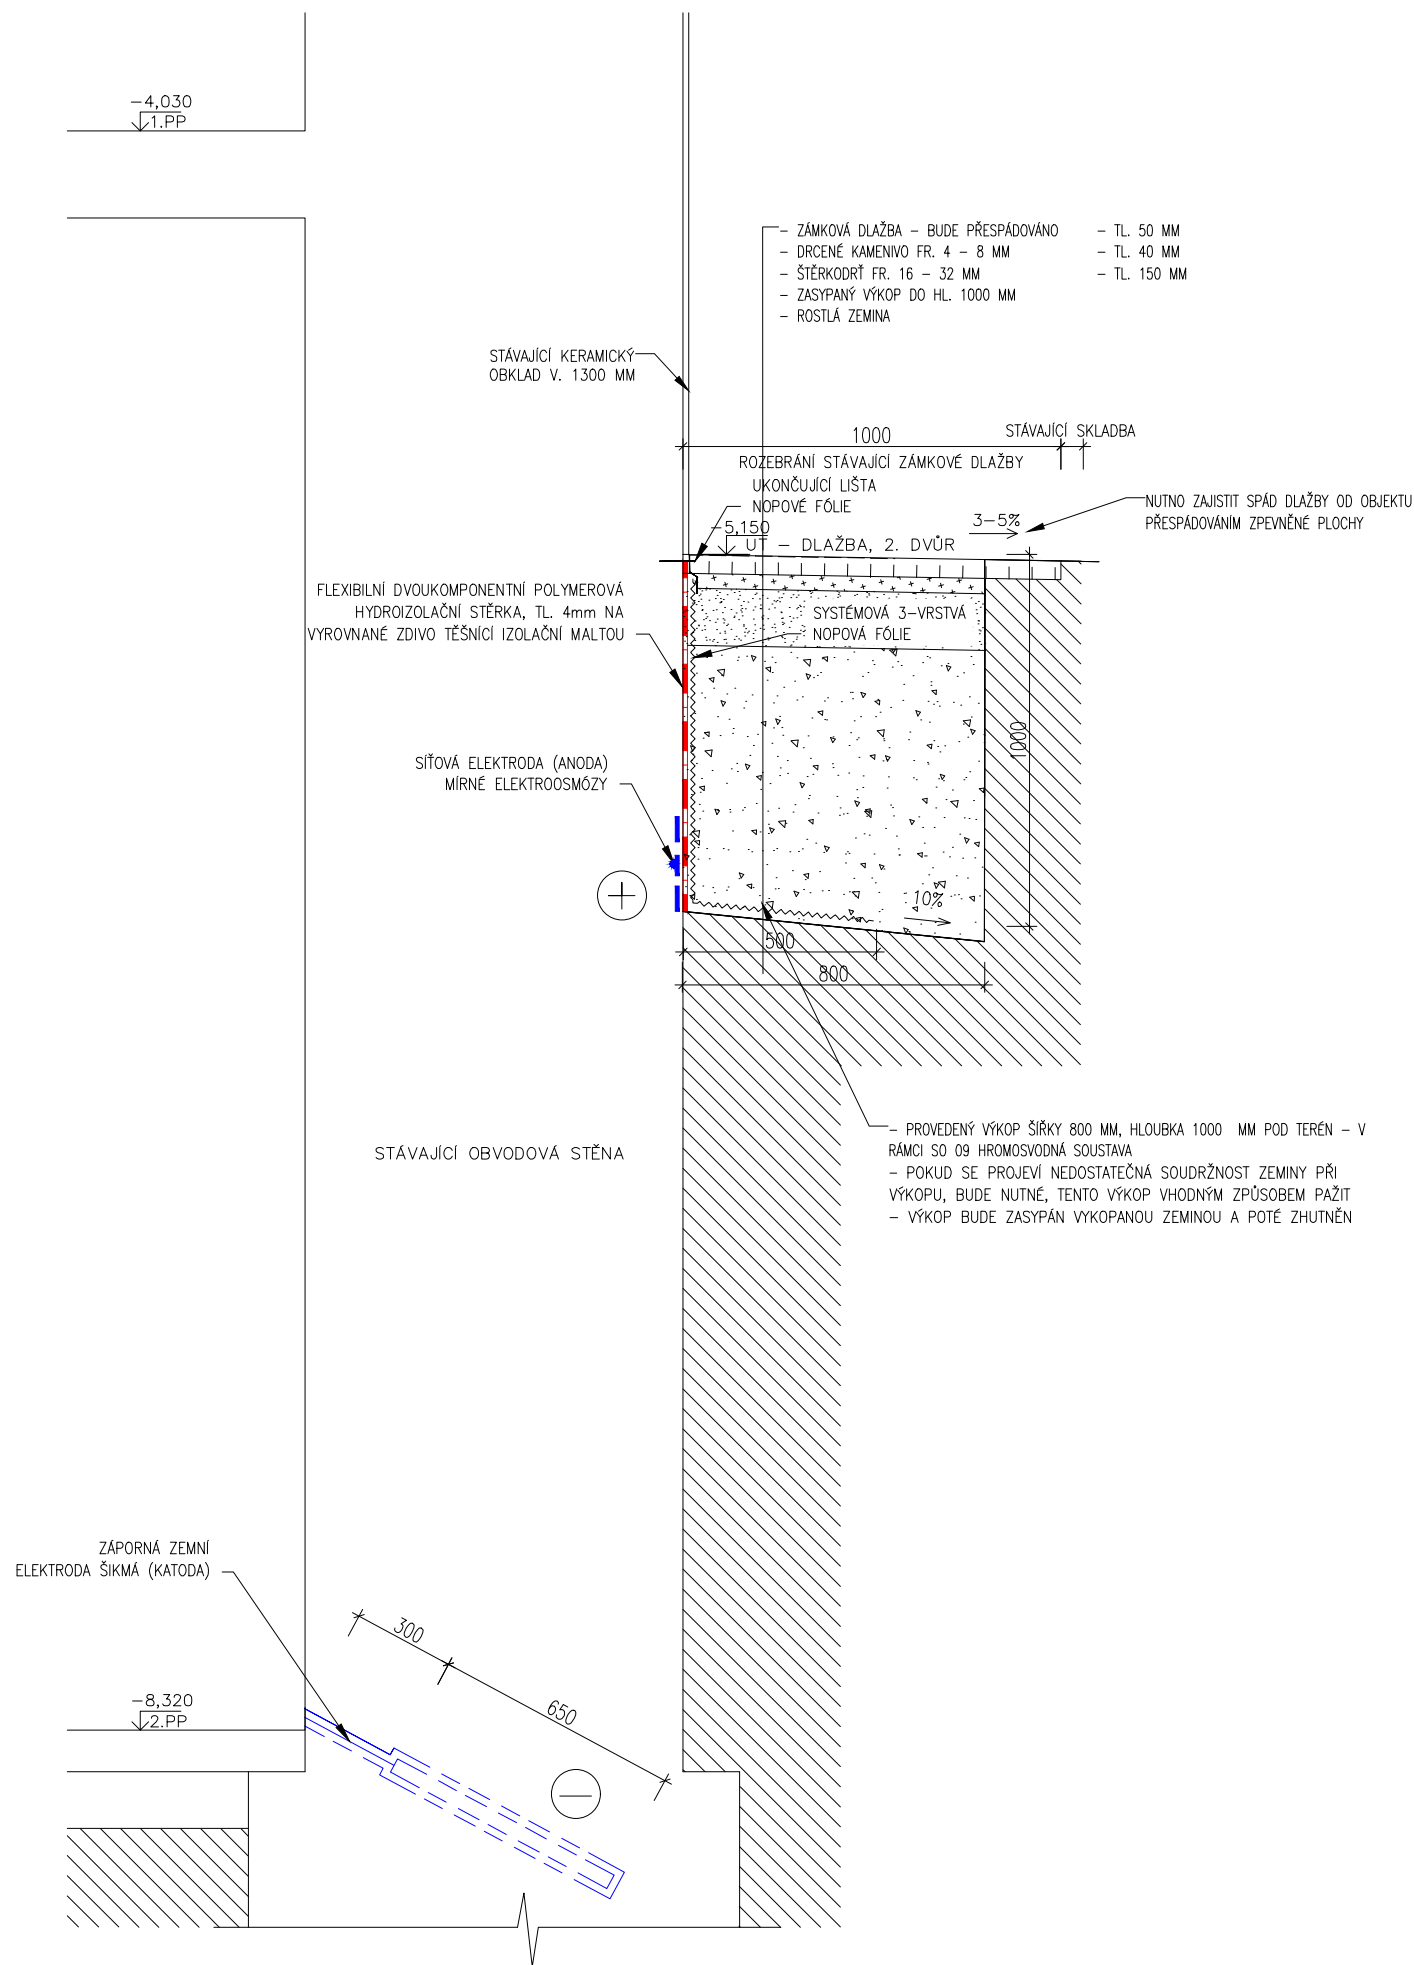 -4,030
1.PP
- ZÁMKOVÁ DLAŽBA - BUDE PŘESPÁDOVÁNO - TL. 50 MM
- DRCENÉ KAMENIVO FR. 4 - 8 MM - TL. 40 MM
- ŠTĚRKODRŤ FR. 16 - 32 MM - TL. 150 MM
- ZASYPANÝ VÝKOP DO HL. 1000 MM
- ROSTLÁ ZEMINA
STÁVAJÍCÍ KERAMICKÝ
OBKLAD V. 1300 MM
1000
STÁVAJÍCÍ SKLADBA
ROZEBRÁNÍ STÁVAJÍCÍ ZÁMKOVÉ DLAŽBY
UKONČUJÍCÍ LIŠTA
NOPOVÉ FÓLIE
NUTNO ZAJISTIT SPÁD DLAŽBY OD OBJEKTU
PŘESPÁDOVÁNÍM ZPEVNĚNÉ PLOCHY
3-5%
-5,150
UT - DLAŽBA, 2. DVŮR
FLEXIBILNÍ DVOUKOMPONENTNÍ POLYMEROVÁ
HYDROIZOLAČNÍ STĚRKA, TL. 4mm NA
VYROVNANÉ ZDIVO TĚŠNÍCÍ IZOLAČNÍ MALTOU
SYSTÉMOVÁ 3-VRSTVÁ
NOPOVÁ FÓLIE
1000
SÍŤOVÁ ELEKTRODA (ANODA)
MÍRNÉ ELEKTROOSMÓZY
+
10%
500
800
- PROVEDENÝ VÝKOP ŠÍŘKY 800 MM, HLOUBKA 1000 MM POD TERÉN - V
RÁMCI SO 09 HROMOSVODNÁ SOUSTAVA
- POKUD SE PROJEVÍ NEDOSTATEČNÁ SOUDRŽNOST ZEMINY PŘI
VÝKOPU, BUDE NUTNÉ, TENTO VÝKOP VHODNÝM ZPŮSOBEM PAŽIT
- VÝKOP BUDE ZASYPÁN VYKOPANOU ZEMINOU A POTÉ ZHUTNĚN
STÁVAJÍCÍ OBVODOVÁ STĚNA
ZÁPORNÁ ZEMNÍ
ELEKTRODA ŠIKMÁ (KATODA)
300
650
-8,320
2.PP
-